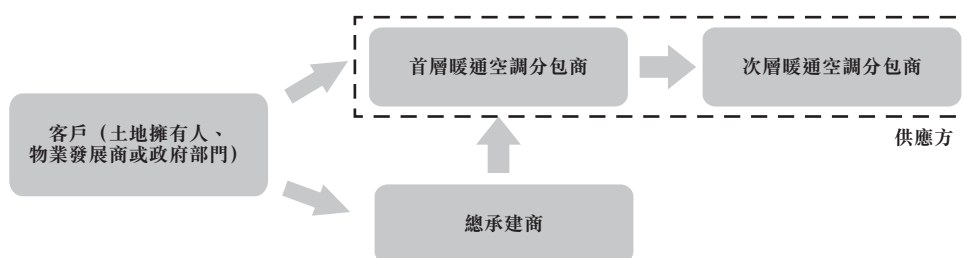 首層暖通空調分包商
次層暖通空調分包商
客戶（土地擁有人、
物業發展商或政府部門）
供應方
總承建商